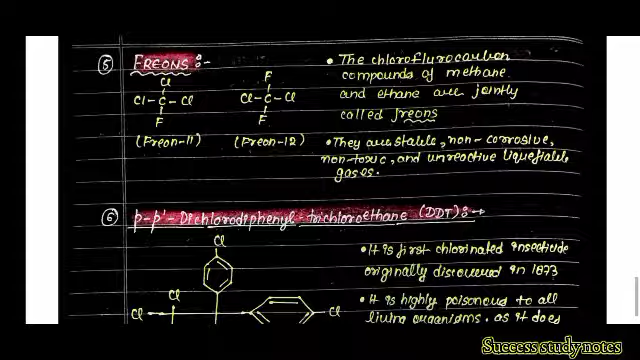 ⑤ FREONS :-
Cl
Cl-C-Cl
F
(Freon-11)
F
Cl-C-Cl
F
(Freon-12)
• The chloroflurocarbon
compounds of methane
and ethane are jointly
called freons
• They are stable, non-corrosive,
non-toxic, and unreactive liquefiable
gases.
⑥ p-p'-Dichlorodiphenyl trichloroethane (DDT) :→
Cl
Cl
Cl
Cl
• It is first chlorinated insecticide
originally discovered in 1873
• It is highly poisonous to all
living organisms. as it does
Success study notes